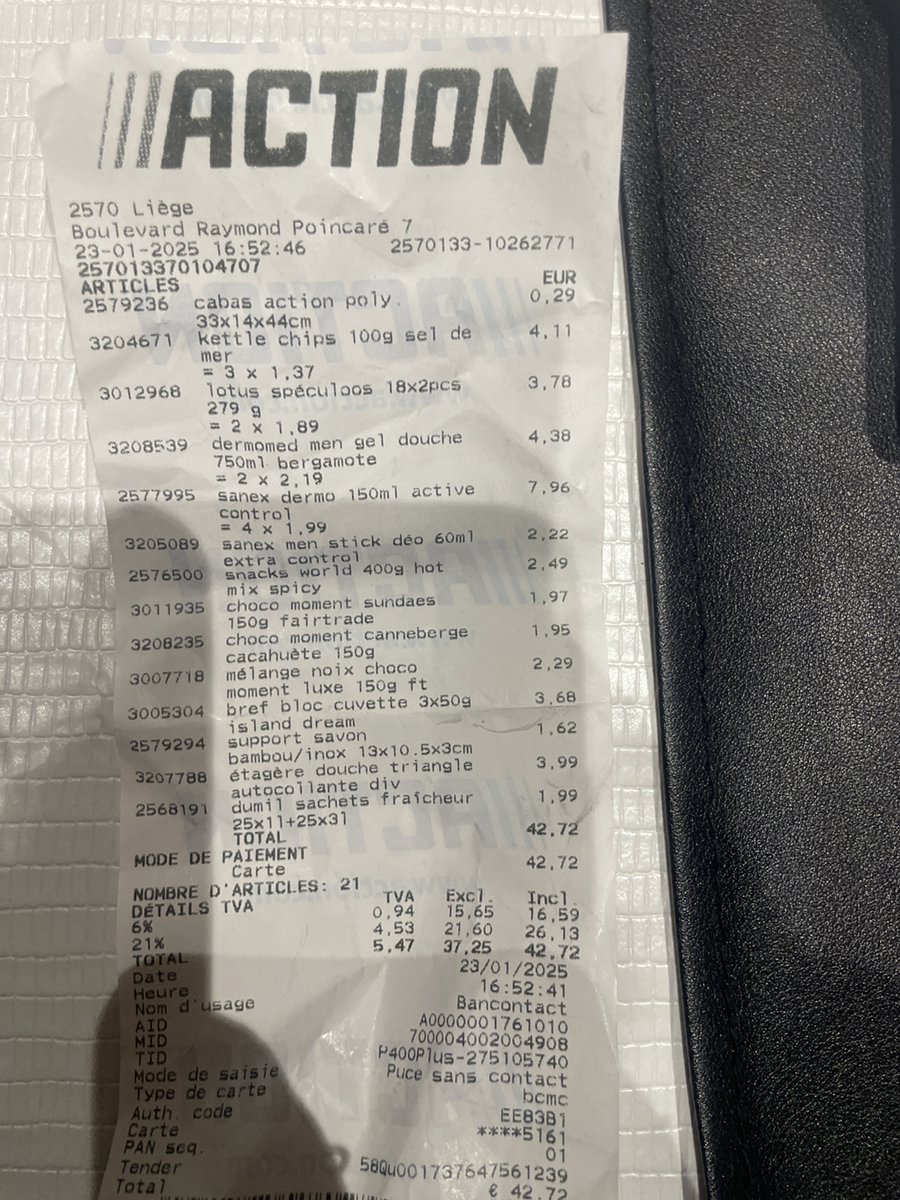 ACTION
2570 Liège
Boulevard Raymond Poincaré 7
23-01-2025 16:52:46 2570133-10262771
257013370104707
ARTICLES EUR
2579236 cabas action poly. 0,29
33x14x44cm
3204671 kettle chips 100g sel de 4,11
mer
= 3 x 1,37
3012968 lotus spéculoos 18x2pcs 3,78
279 g
= 2 x 1,89
3208539 dermomed men gel douche 4,38
750ml bergamote
= 2 x 2,19
2577995 sanex dermo 150ml active 7,96
control
= 4 x 1,99
3205089 sanex men stick déo 60ml 2,22
extra control
2576500 snacks world 400g hot 2,49
mix spicy
3011935 choco moment sundaes 1,97
150g fairtrade
3208235 choco moment canneberge 1,95
cacahuète 150g
3007718 mélange noix choco 2,29
moment luxe 150g ft
3005304 bref bloc cuvette 3x50g 3,68
island dream
2579294 support savon 1,62
bambou/inox 13x10.5x3cm
3207788 étagère douche triangle 3,99
autocollante div
2568191 dumil sachets fraîcheur 1,99
25x1l+25x3l
TOTAL 42,72
MODE DE PAIEMENT
Carte 42,72
NOMBRE D'ARTICLES: 21
DÉTAILS TVA TVA Excl. Incl.
6% 0,94 15,65 16,59
21% 4,53 21,60 26,13
TOTAL 5,47 37,25 42,72
Date 23/01/2025
Heure 16:52:41
Nom d'usage Bancontact
AID A0000001761010
MID 700004002004908
TID P400Plus-275105740
Mode de saisie Puce sans contact
Type de carte bcmc
Auth. code EE83B1
Carte ****5161
PAN seq. 01
Tender 58Qu001737647561239
Total € 42,72